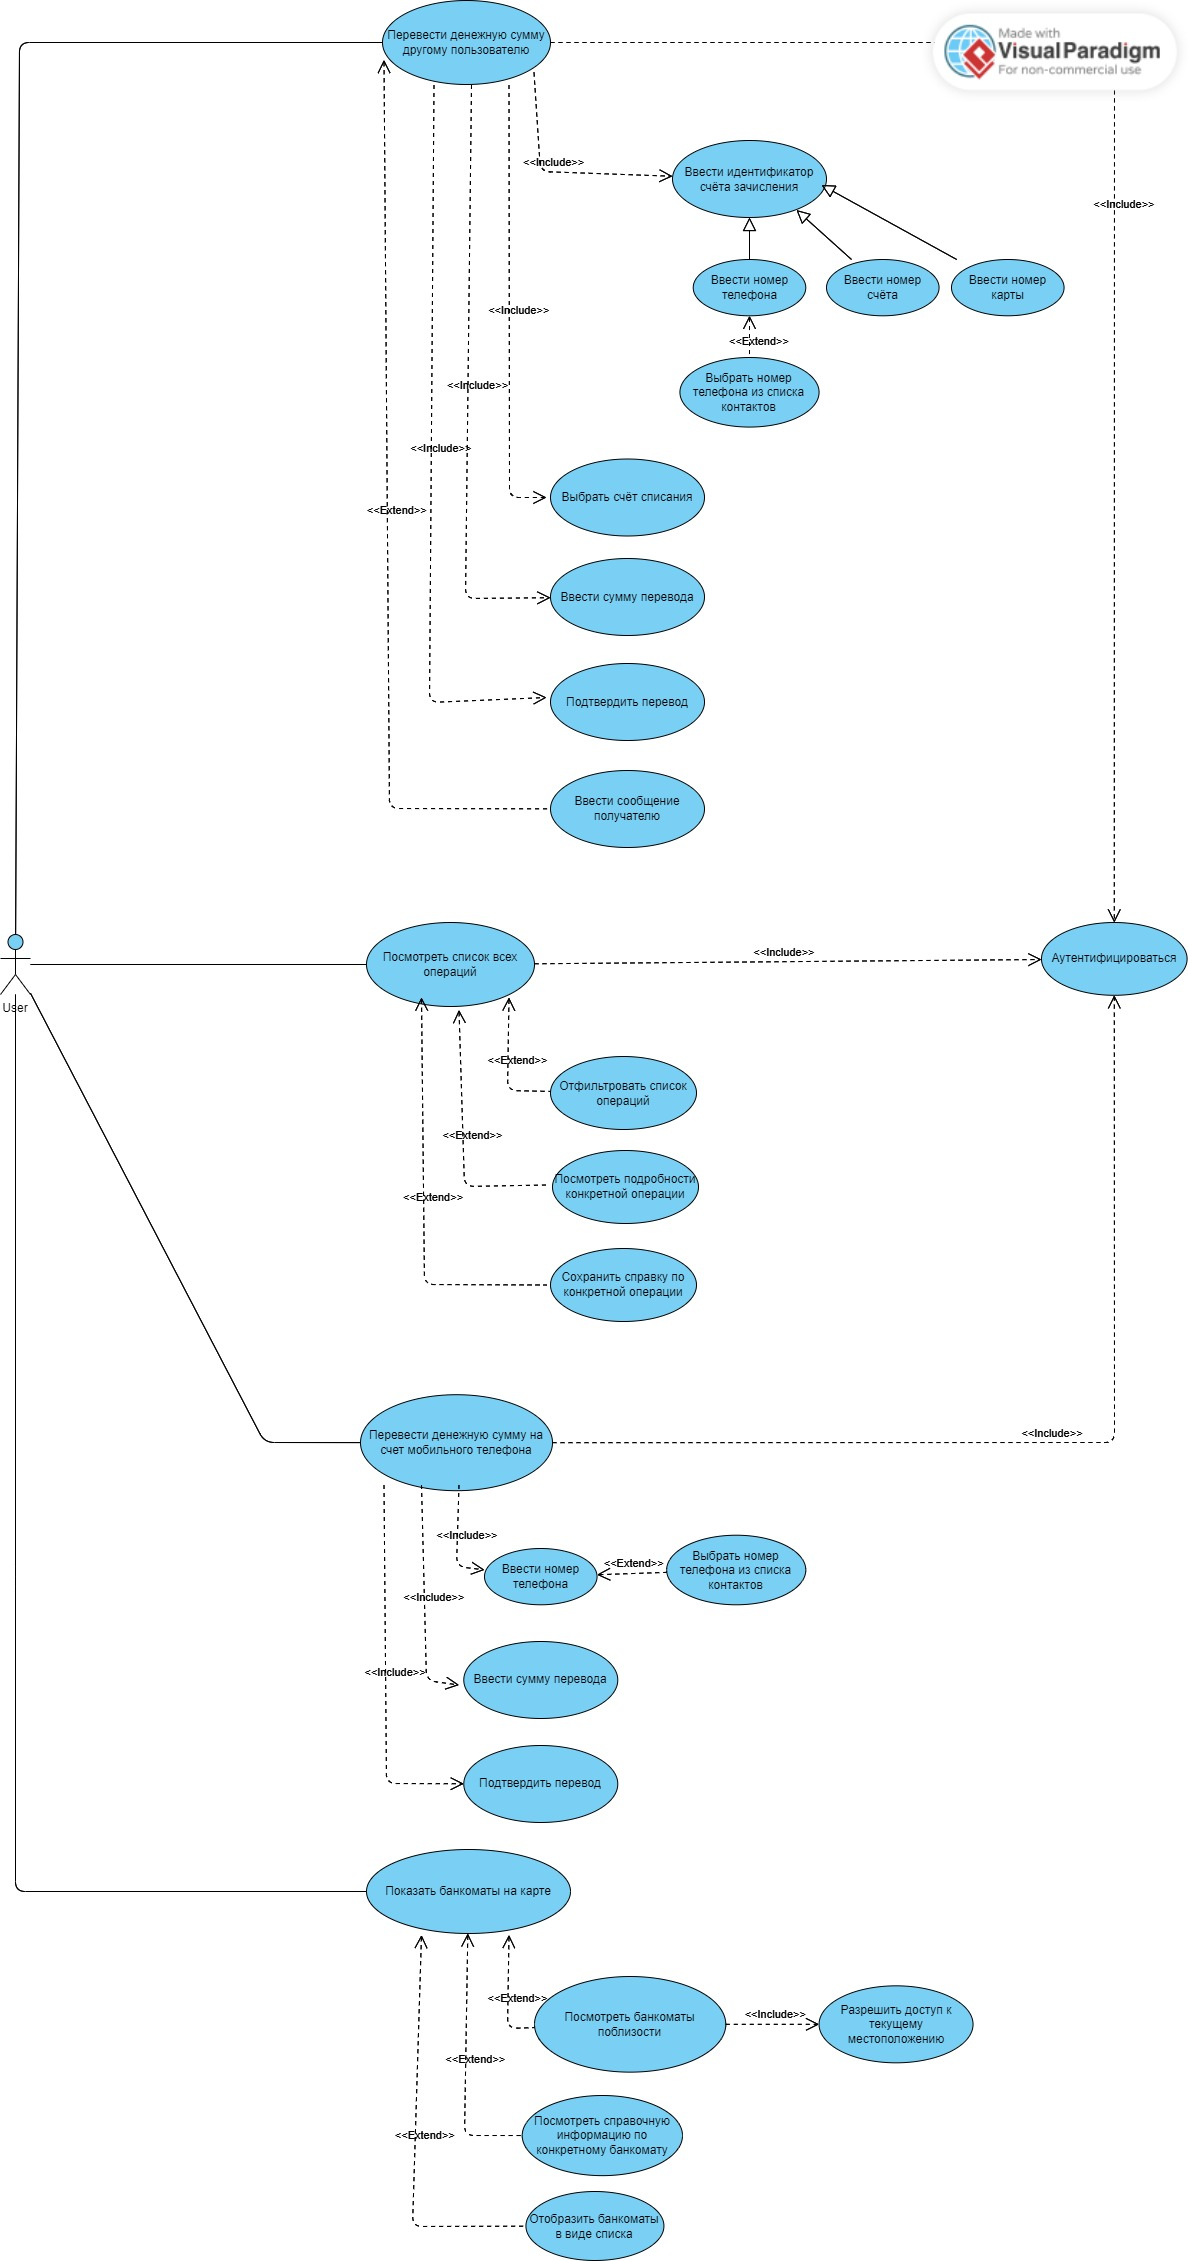 Перевести денежную сумму
другому пользователю
Made with
VisualParadigm
For non-commercial use
<<Include>>
Ввести идентификатор
счёта зачисления
<<Include>>
Ввести номер
телефона
Ввести номер
счёта
Ввести номер
карты
<<Include>>
<<Extend>>
Выбрать номер
телефона из списка
контактов
<<Include>>
<<Include>>
Выбрать счёт списания
<<Extend>>
Ввести сумму перевода
Подтвердить перевод
Ввести сообщение
получателю
User
Посмотреть список всех
операций
<<Include>>
Аутентифицироваться
<<Extend>>
Отфильтровать список
операций
<<Extend>>
Посмотреть подробности
конкретной операции
<<Extend>>
Сохранить справку по
конкретной операции
Перевести денежную сумму на
счет мобильного телефона
<<Include>>
<<Include>>
Ввести номер
телефона
<<Extend>>
Выбрать номер
телефона из списка
контактов
<<Include>>
<<Include>>
Ввести сумму перевода
Подтвердить перевод
Показать банкоматы на карте
<<Extend>>
Посмотреть банкоматы
поблизости
<<Include>>
Разрешить доступ к
текущему
местоположению
<<Extend>>
Посмотреть справочную
информацию по
конкретному банкомату
<<Extend>>
Отобразить банкоматы
в виде списка